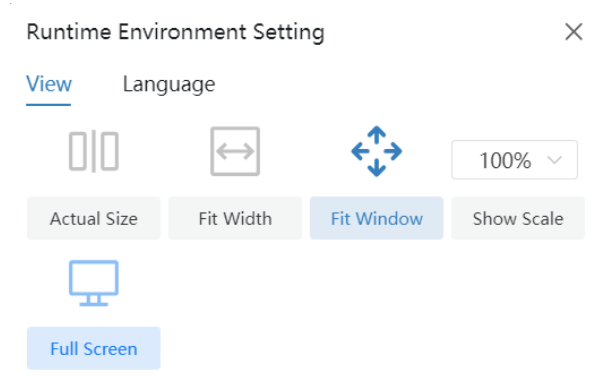 Runtime Environment Setting
View Language
100%
Actual Size Fit Width Fit Window Show Scale
Full Screen